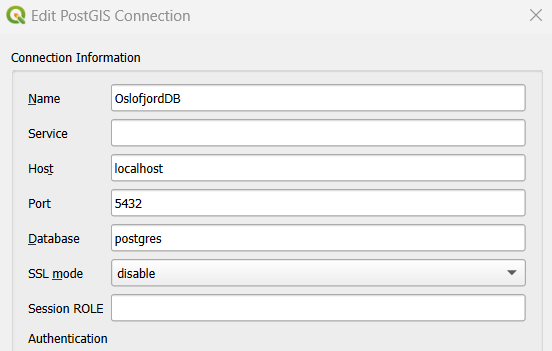 Edit PostGIS Connection
Connection Information
Name OslofjordDB
Service
Host localhost
Port 5432
Database postgres
SSL mode disable
Session ROLE
Authentication